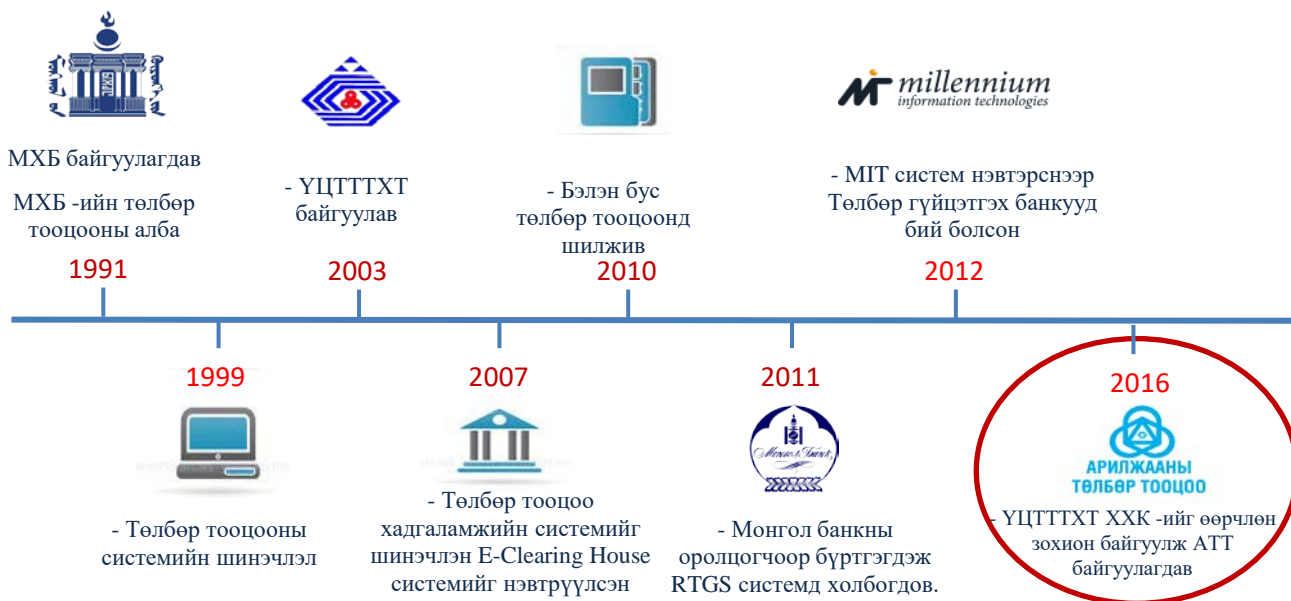 МХБ байгуулагдав
МХБ -ийн төлбөр
тооцооны алба
1991
- ҮЦТТТХТ
байгуулав
2003
- Бэлэн бус
төлбөр тооцоонд
шилжив
2010
millennium
information technologies
- MIT систем нэвтэрснээр
Төлбөр гүйцэтгэх банкууд
бий болсон
2012
1999
- Төлбөр тооцооны
системийн шинэчлэл
2007
- Төлбөр тооцоо
хадгаламжийн системийг
шинэчлэн E-Clearing House
системийг нэвтрүүлсэн
2011
- Монгол банкны
оролцогчоор бүртгэгдэж
RTGS системд холбогдов.
2016
АРИЛЖААНЫ
ТӨЛБӨР ТООЦОО
- ҮЦТТТХТ ХХК -ийг өөрчлөн
зохион байгуулж АТТ
байгуулагдав